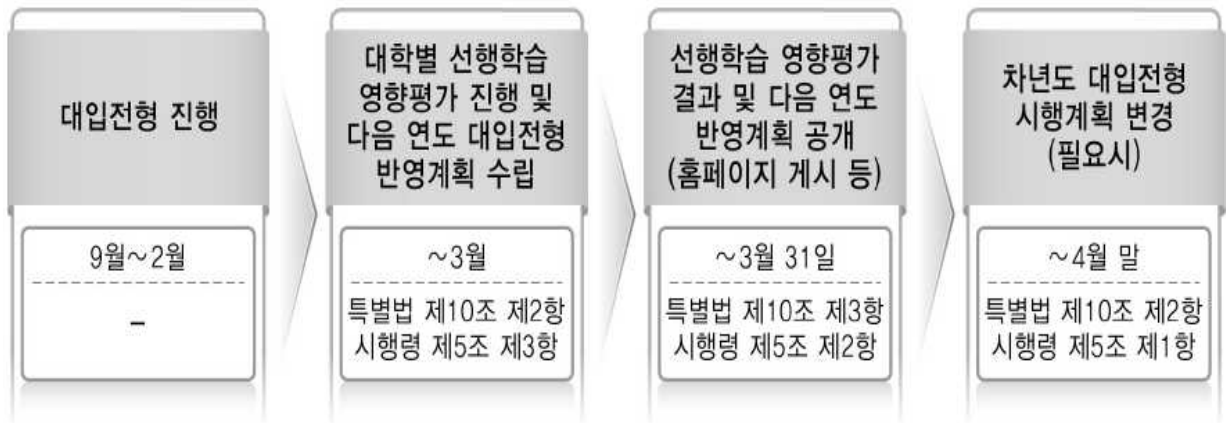 대입전형 진행
9월~2월
-
대학별 선행학습
영향평가 진행 및
다음 연도 대입전형
반영계획 수립
~3월
특별법 제10조 제2항
시행령 제5조 제3항
선행학습 영향평가
결과 및 다음 연도
반영계획 공개
(홈페이지 게시 등)
~3월 31일
특별법 제10조 제3항
시행령 제5조 제2항
차년도 대입전형
시행계획 변경
(필요시)
~4월 말
특별법 제10조 제2항
시행령 제5조 제1항